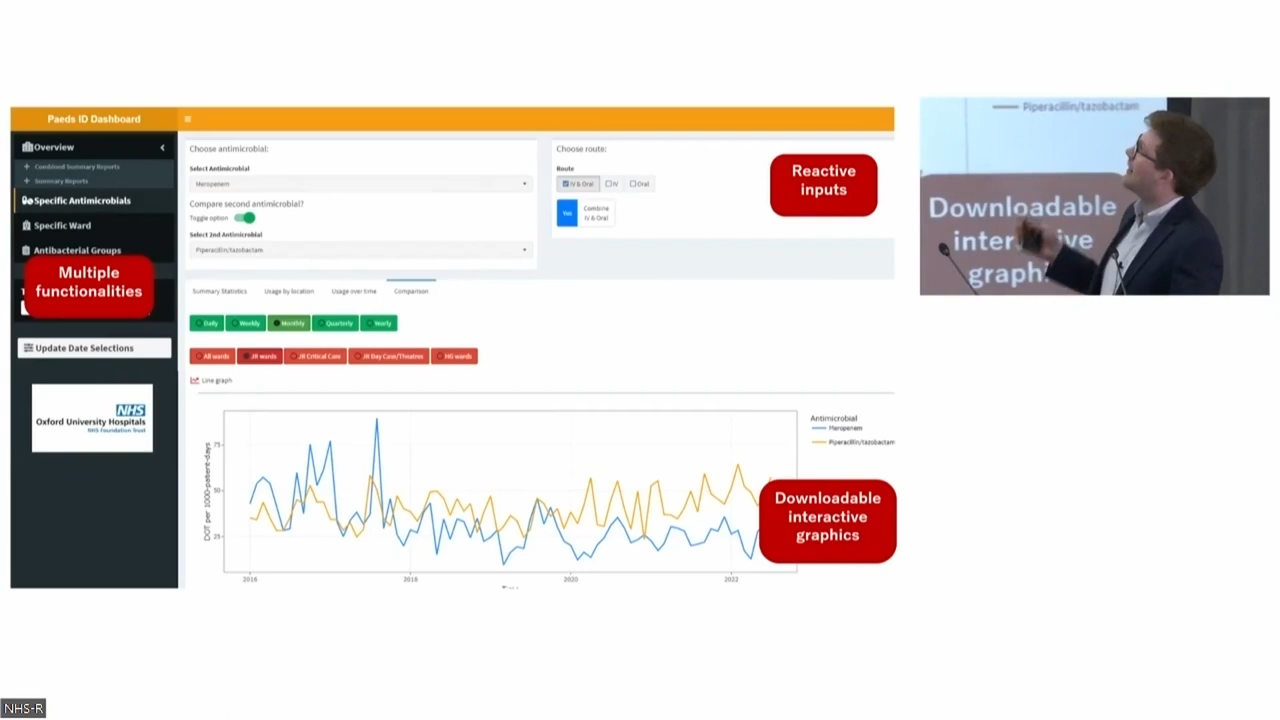 Paeds ID Dashboard
Overview
Combined Summary Reports
Summary Reports
Specific Antimicrobials
Specific Ward
Antibacterial Groups
Multiple
functionalities
Update Date Selections
NHS
Oxford University Hospitals
NHS Foundation Trust
Choose antimicrobial:
Select Antimicrobial
Meropenem
Compare second antimicrobial?
Toggle option
Select 2nd Antimicrobial
Piperacillin/tazobactam
Choose route:
Route
IV & Oral IV Oral
Yes
Combine
IV & Oral
Reactive
inputs
Summary Statistics Usage by location Usage over time Comparison
Daily Weekly Monthly Quarterly Yearly
All wards JR wards JR Critical Care JR Day Case/Theatres HG wards
Line graph
DOT per 1000-patient-days
75
50
25
2016 2018 2020 2022
Antimicrobial
Meropenem
Piperacillin/tazobactam
Downloadable
interactive
graphics
Piperacillin/tazobactam
Downloadable
NHS-R